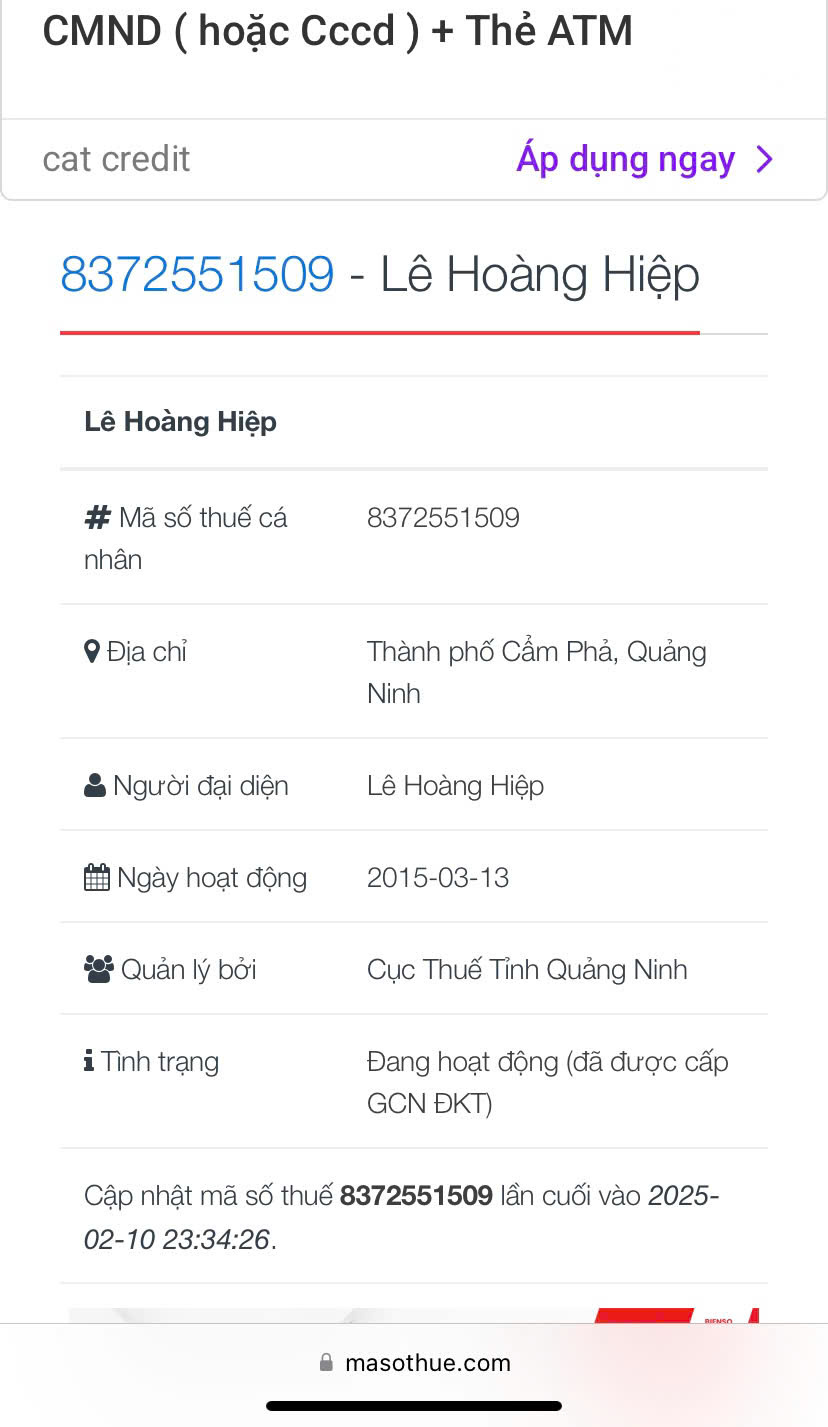 CMND ( hoặc Cccd ) + Thẻ ATM
cat credit
Áp dụng ngay
8372551509 - Lê Hoàng Hiệp
Lê Hoàng Hiệp
# Mã số thuế cá
nhân
8372551509
Địa chỉ
Thành phố Cẩm Phả, Quảng
Ninh
Người đại diện
Lê Hoàng Hiệp
Ngày hoạt động
2015-03-13
Quản lý bởi
Cục Thuế Tỉnh Quảng Ninh
Tình trạng
Đang hoạt động (đã được cấp
GCN ĐKT)
Cập nhật mã số thuế 8372551509 lần cuối vào 2025-
02-10 23:34:26.
masothue.com